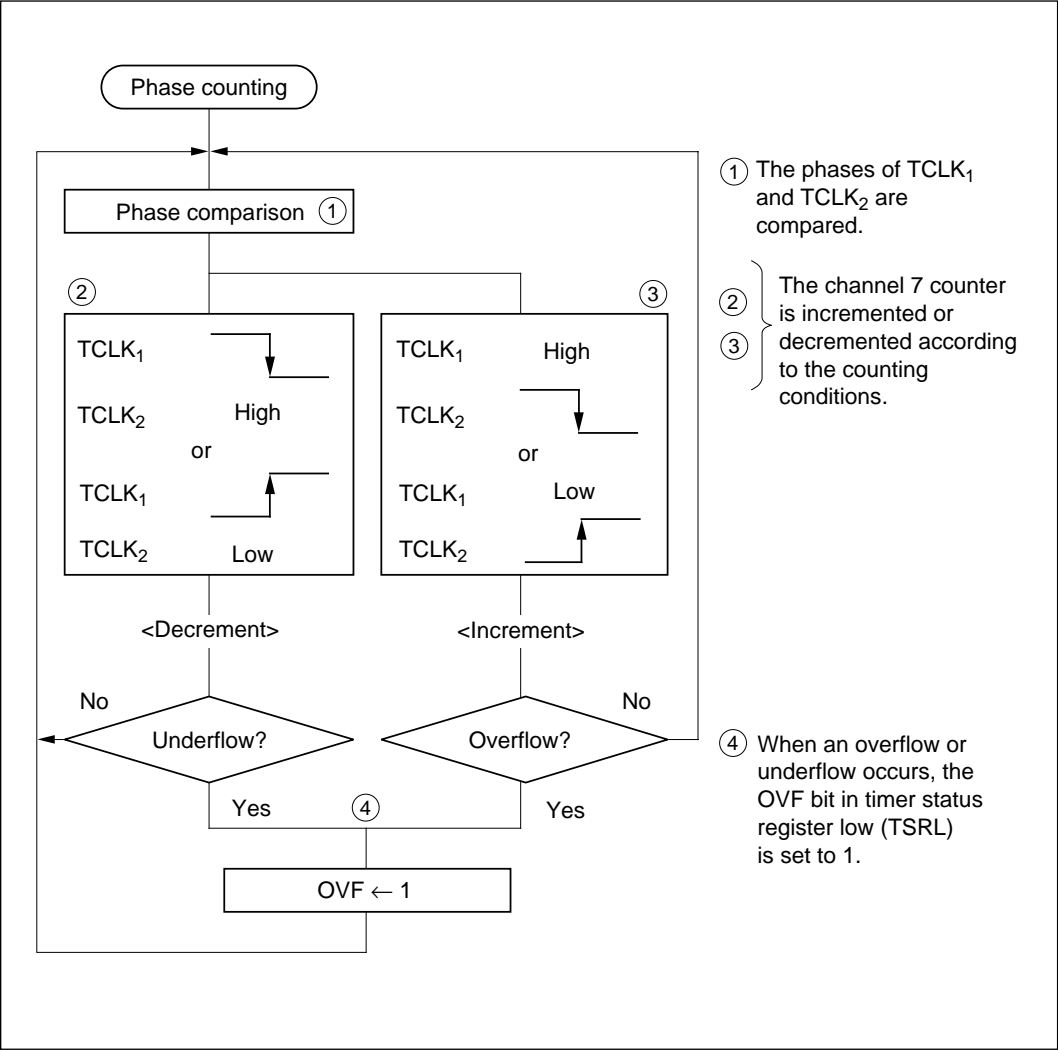 Phase counting
Phase comparison ①
① The phases of TCLK₁
and TCLK₂ are
compared.
②
TCLK₁
TCLK₂ High
or
TCLK₁
TCLK₂ Low
③
TCLK₁ High
TCLK₂
or
TCLK₁ Low
TCLK₂
②
③
The channel 7 counter
is incremented or
decremented according
to the counting
conditions.
<Decrement>
<Increment>
No
Underflow?
Yes
No
Overflow?
Yes
④
OVF ← 1
④ When an overflow or
underflow occurs, the
OVF bit in timer status
register low (TSRL)
is set to 1.